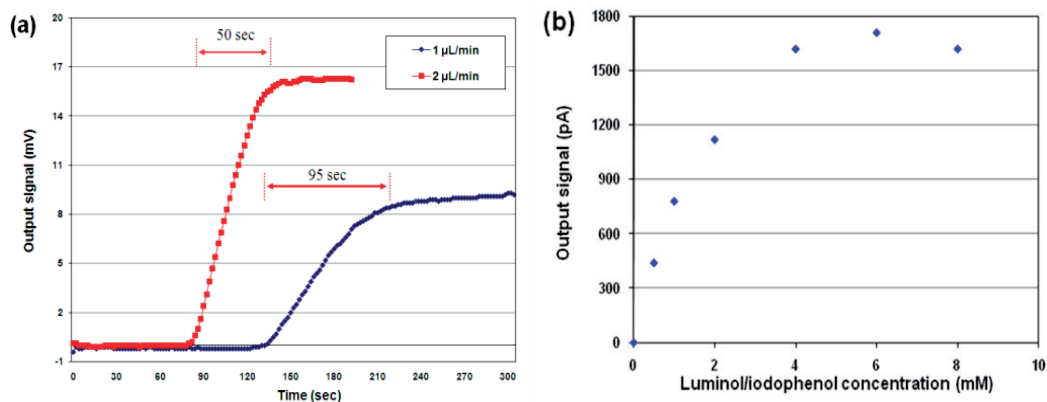 (a)
20
17
14
11
8
5
2
-1
Output signal (mV)
50 sec
95 sec
1 µL/min
2 µL/min
0 30 60 90 120 150 180 210 240 270 300
Time (sec)
(b)
1800
1500
1200
900
600
300
0
Output signal (pA)
0 2 4 6 8 10
Luminol/iodophenol concentration (mM)